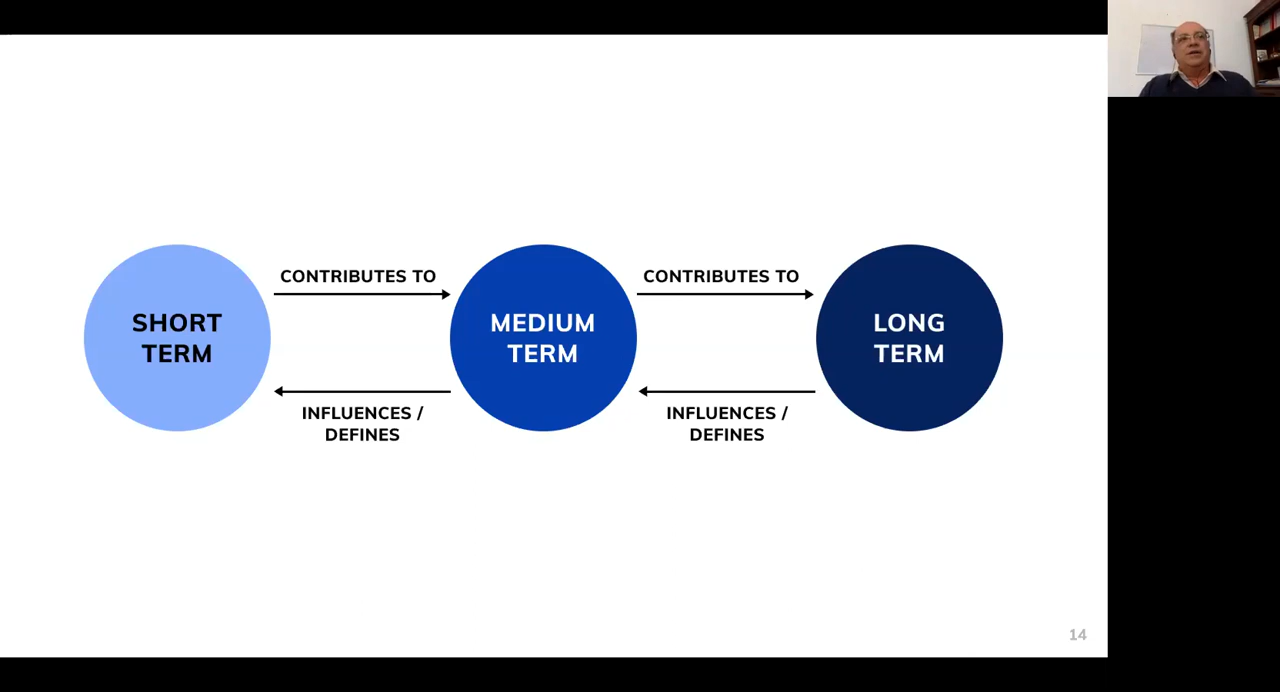 CONTRIBUTES TO
CONTRIBUTES TO
SHORT
TERM
MEDIUM
TERM
LONG
TERM
INFLUENCES /
DEFINES
INFLUENCES /
DEFINES
14